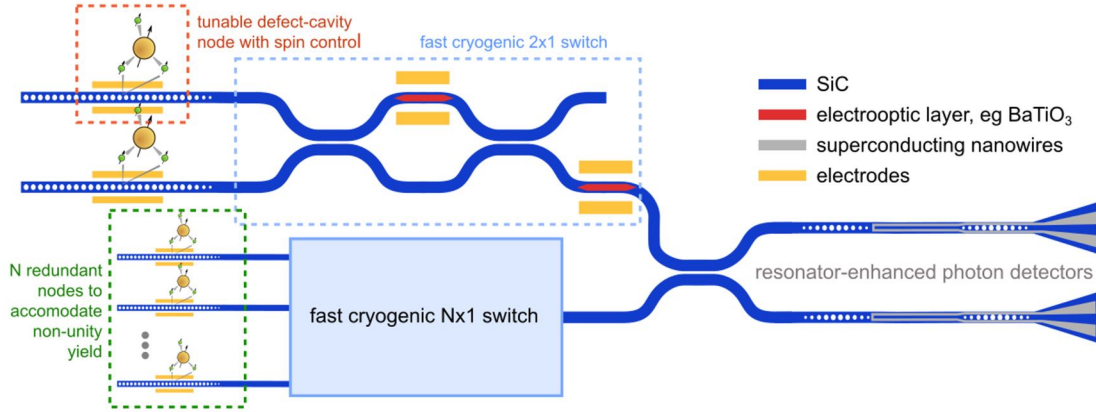 tunable defect-cavity
node with spin control
fast cryogenic 2x1 switch
SiC
electrooptic layer, eg BaTiO₃
superconducting nanowires
electrodes
N redundant
nodes to
accomodate
non-unity
yield
fast cryogenic Nx1 switch
resonator-enhanced photon detectors